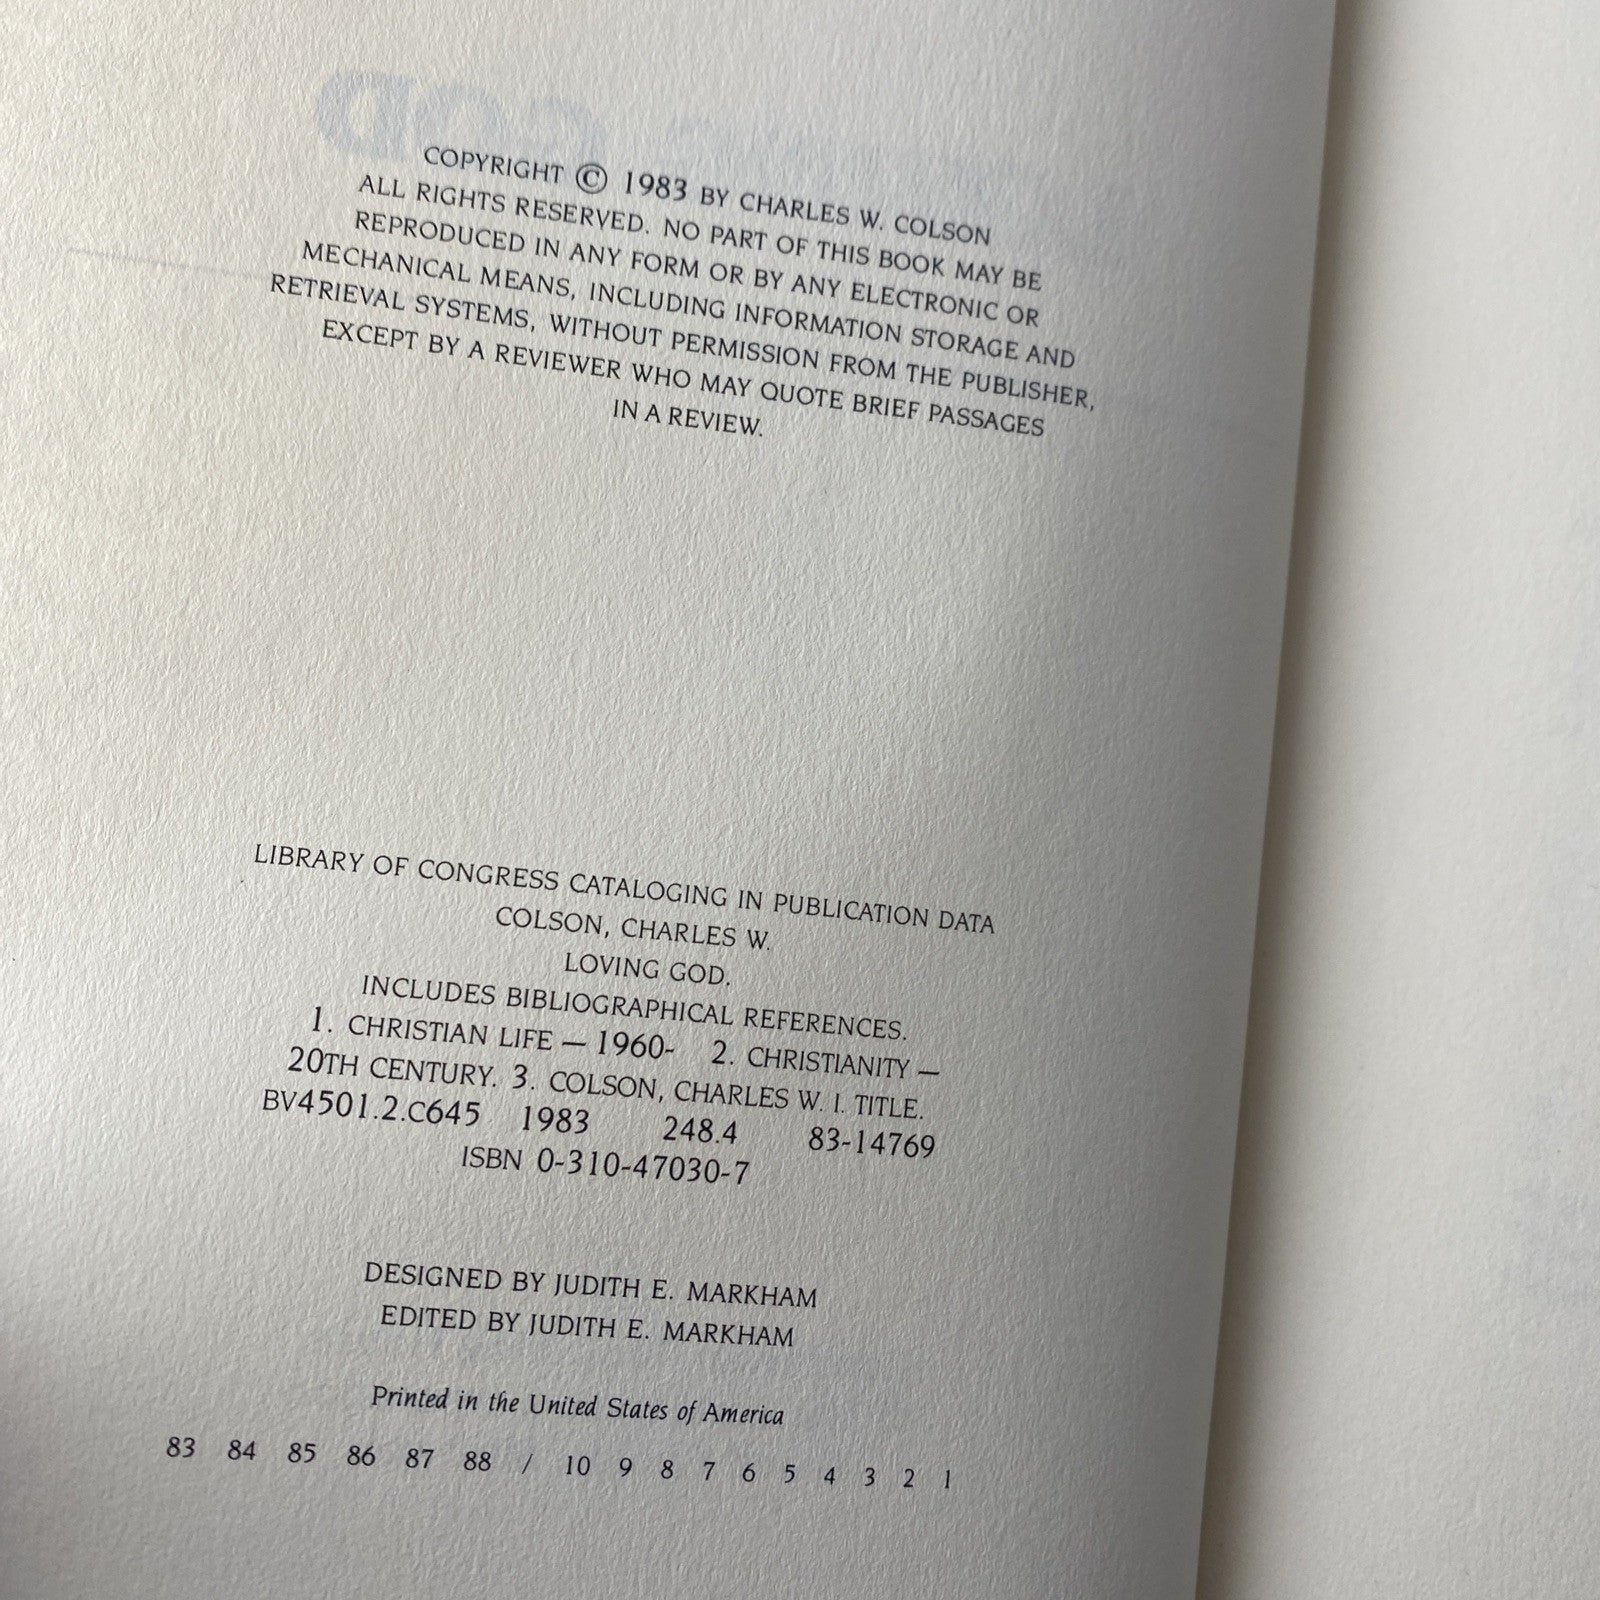 COPYRIGHT © 1983 BY CHARLES W. COLSON
ALL RIGHTS RESERVED. NO PART OF THIS BOOK MAY BE
REPRODUCED IN ANY FORM OR BY ANY ELECTRONIC OR
MECHANICAL MEANS, INCLUDING INFORMATION STORAGE AND
RETRIEVAL SYSTEMS, WITHOUT PERMISSION FROM THE PUBLISHER,
EXCEPT BY A REVIEWER WHO MAY QUOTE BRIEF PASSAGES
IN A REVIEW.
LIBRARY OF CONGRESS CATALOGING IN PUBLICATION DATA
COLSON, CHARLES W.
LOVING GOD.
INCLUDES BIBLIOGRAPHICAL REFERENCES.
1. CHRISTIAN LIFE — 1960- 2. CHRISTIANITY —
20TH CENTURY. 3. COLSON, CHARLES W. I. TITLE.
BV4501.2.C645 1983 248.4 83-14769
ISBN 0-310-47030-7
DESIGNED BY JUDITH E. MARKHAM
EDITED BY JUDITH E. MARKHAM
Printed in the United States of America
83 84 85 86 87 88 / 10 9 8 7 6 5 4 3 2 1